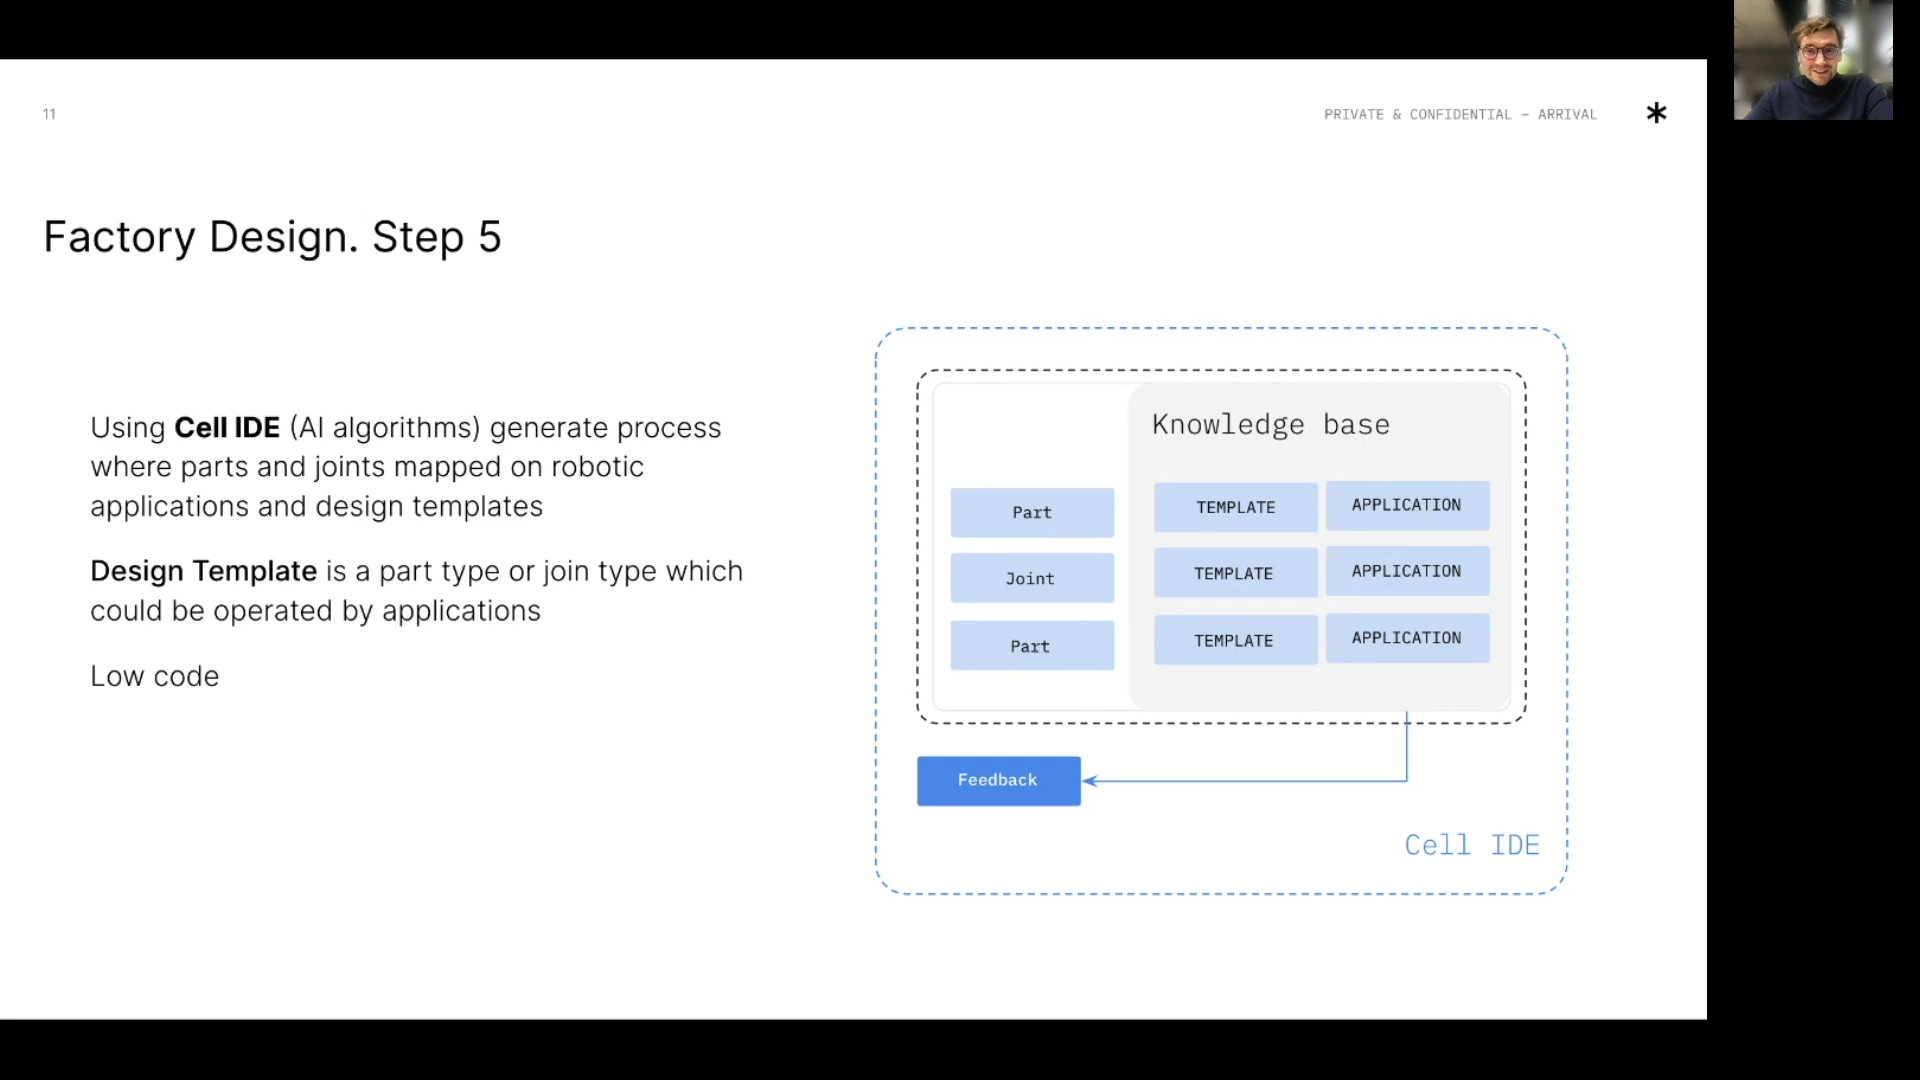 11
PRIVATE & CONFIDENTIAL – ARRIVAL
Factory Design. Step 5
Using Cell IDE (AI algorithms) generate process
where parts and joints mapped on robotic
applications and design templates
Design Template is a part type or join type which
could be operated by applications
Low code
Knowledge base
Part
TEMPLATE
APPLICATION
Joint
TEMPLATE
APPLICATION
Part
TEMPLATE
APPLICATION
Feedback
Cell IDE